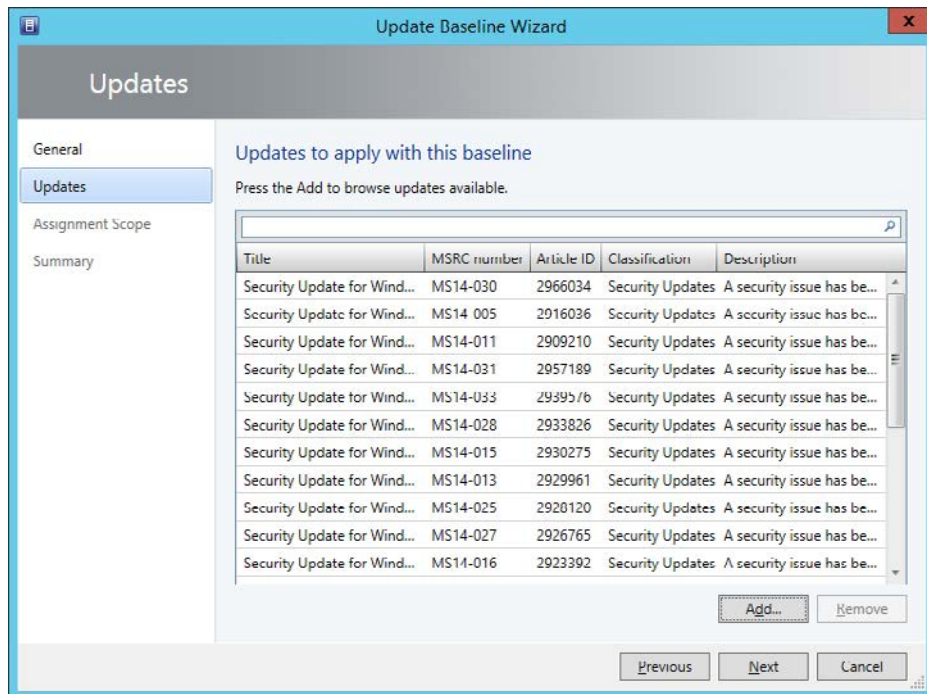 Update Baseline Wizard
x
Updates
General
Updates
Assignment Scope
Summary
Updates to apply with this baseline
Press the Add to browse updates available.
Title MSRC number Article ID Classification Description
Security Update for Wind... MS14-030 2966034 Security Updates A security issue has be...
Security Update for Wind... MS14-005 2916036 Security Updates A security issue has be...
Security Update for Wind... MS14-011 2909210 Security Updates A security issue has be...
Security Update for Wind... MS14-031 2957189 Security Updates A security issue has be...
Security Update for Wind... MS14-033 2939576 Security Updates A security issue has be...
Security Update for Wind... MS14-028 2933826 Security Updates A security issue has be...
Security Update for Wind... MS14-015 2930275 Security Updates A security issue has be...
Security Update for Wind... MS14-013 2929961 Security Updates A security issue has be...
Security Update for Wind... MS14-025 2928120 Security Updates A security issue has be...
Security Update for Wind... MS14-027 2926765 Security Updates A security issue has be...
Security Update for Wind... MS14-016 2923392 Security Updates A security issue has be...
Add... Remove
Previous Next Cancel